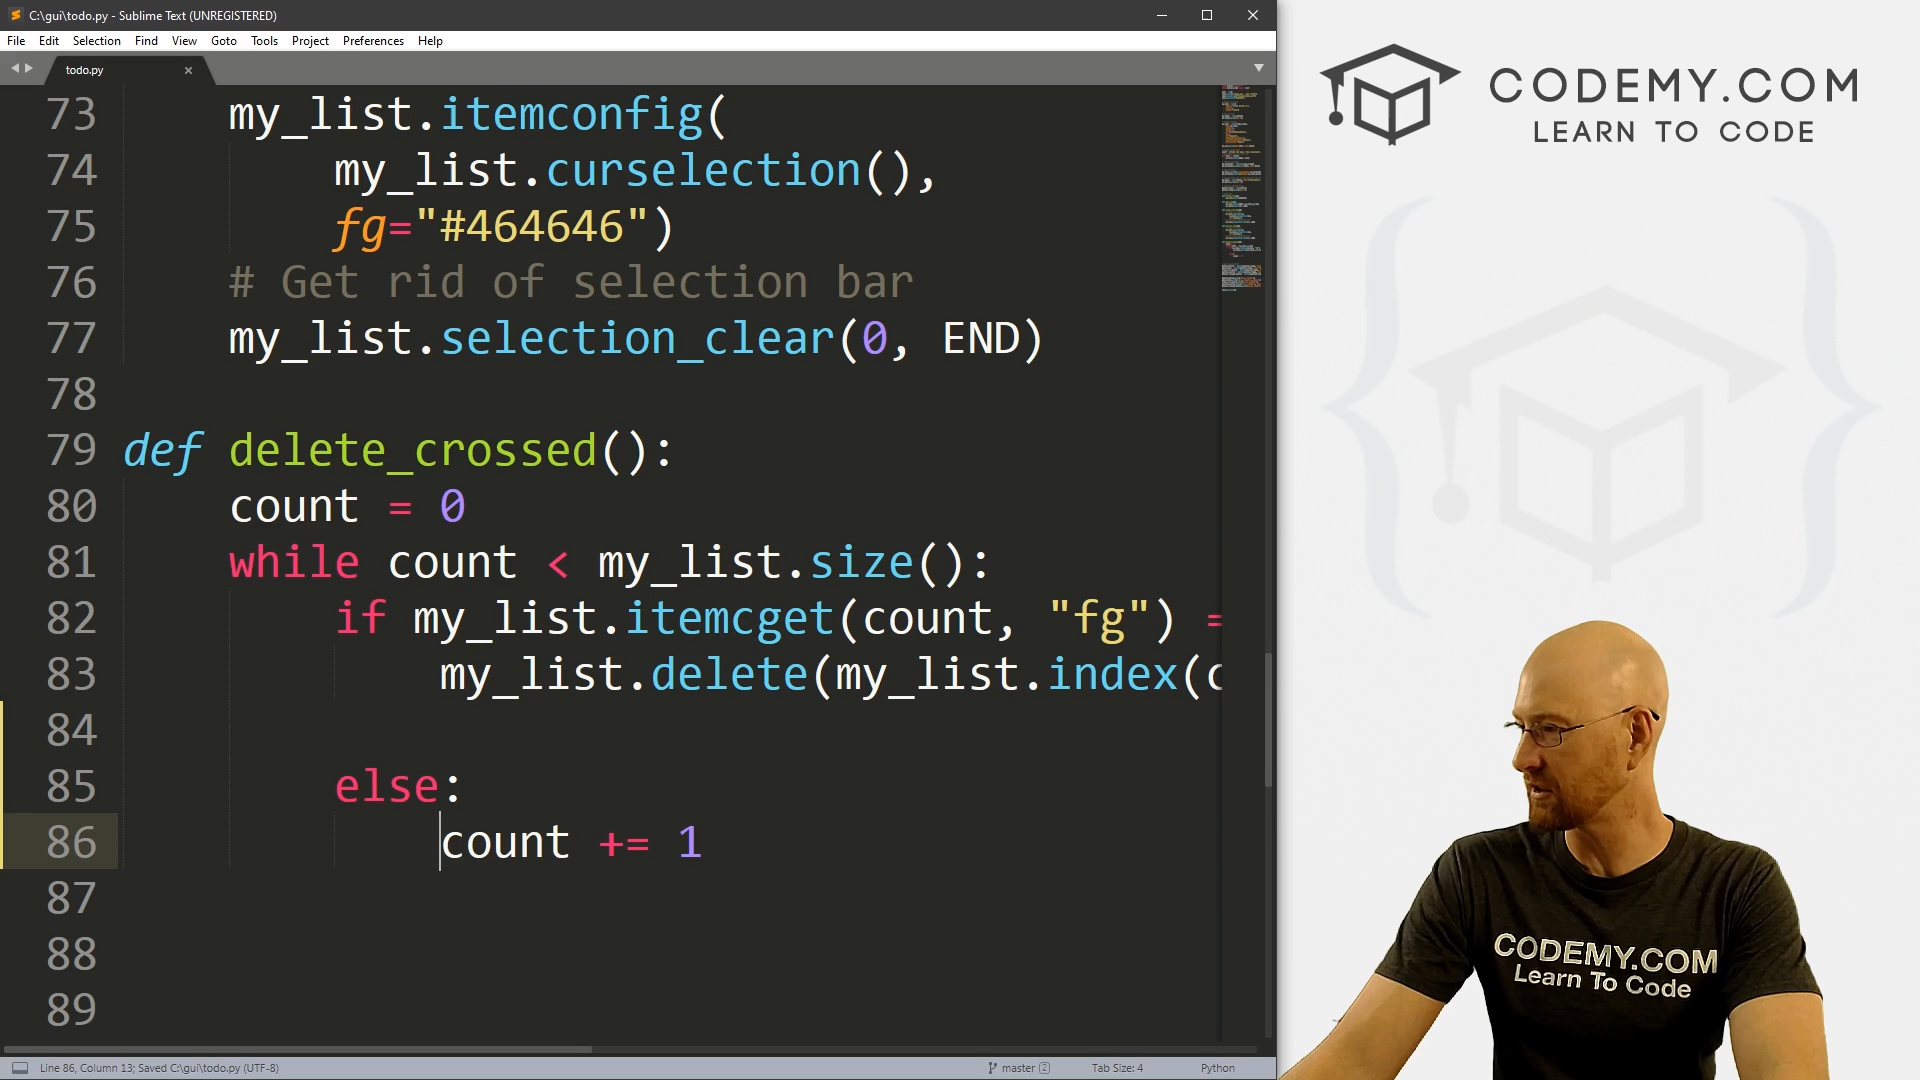 C:\gui\todo.py - Sublime Text (UNREGISTERED)
File Edit Selection Find View Goto Tools Project Preferences Help
todo.py
73 my_list.itemconfig(
74 my_list.curselection(),
75 fg="#464646")
76 # Get rid of selection bar
77 my_list.selection_clear(0, END)
78
79 def delete_crossed():
80 count = 0
81 while count < my_list.size():
82 if my_list.itemcget(count, "fg") =
83 my_list.delete(my_list.index(c
84
85 else:
86 count += 1
87
88
89
Line 86, Column 13; Saved C:\gui\todo.py (UTF-8) master 2 Tab Size: 4 Python
CODEMY.COM
LEARN TO CODE
CODEMY.COM
Learn To Code